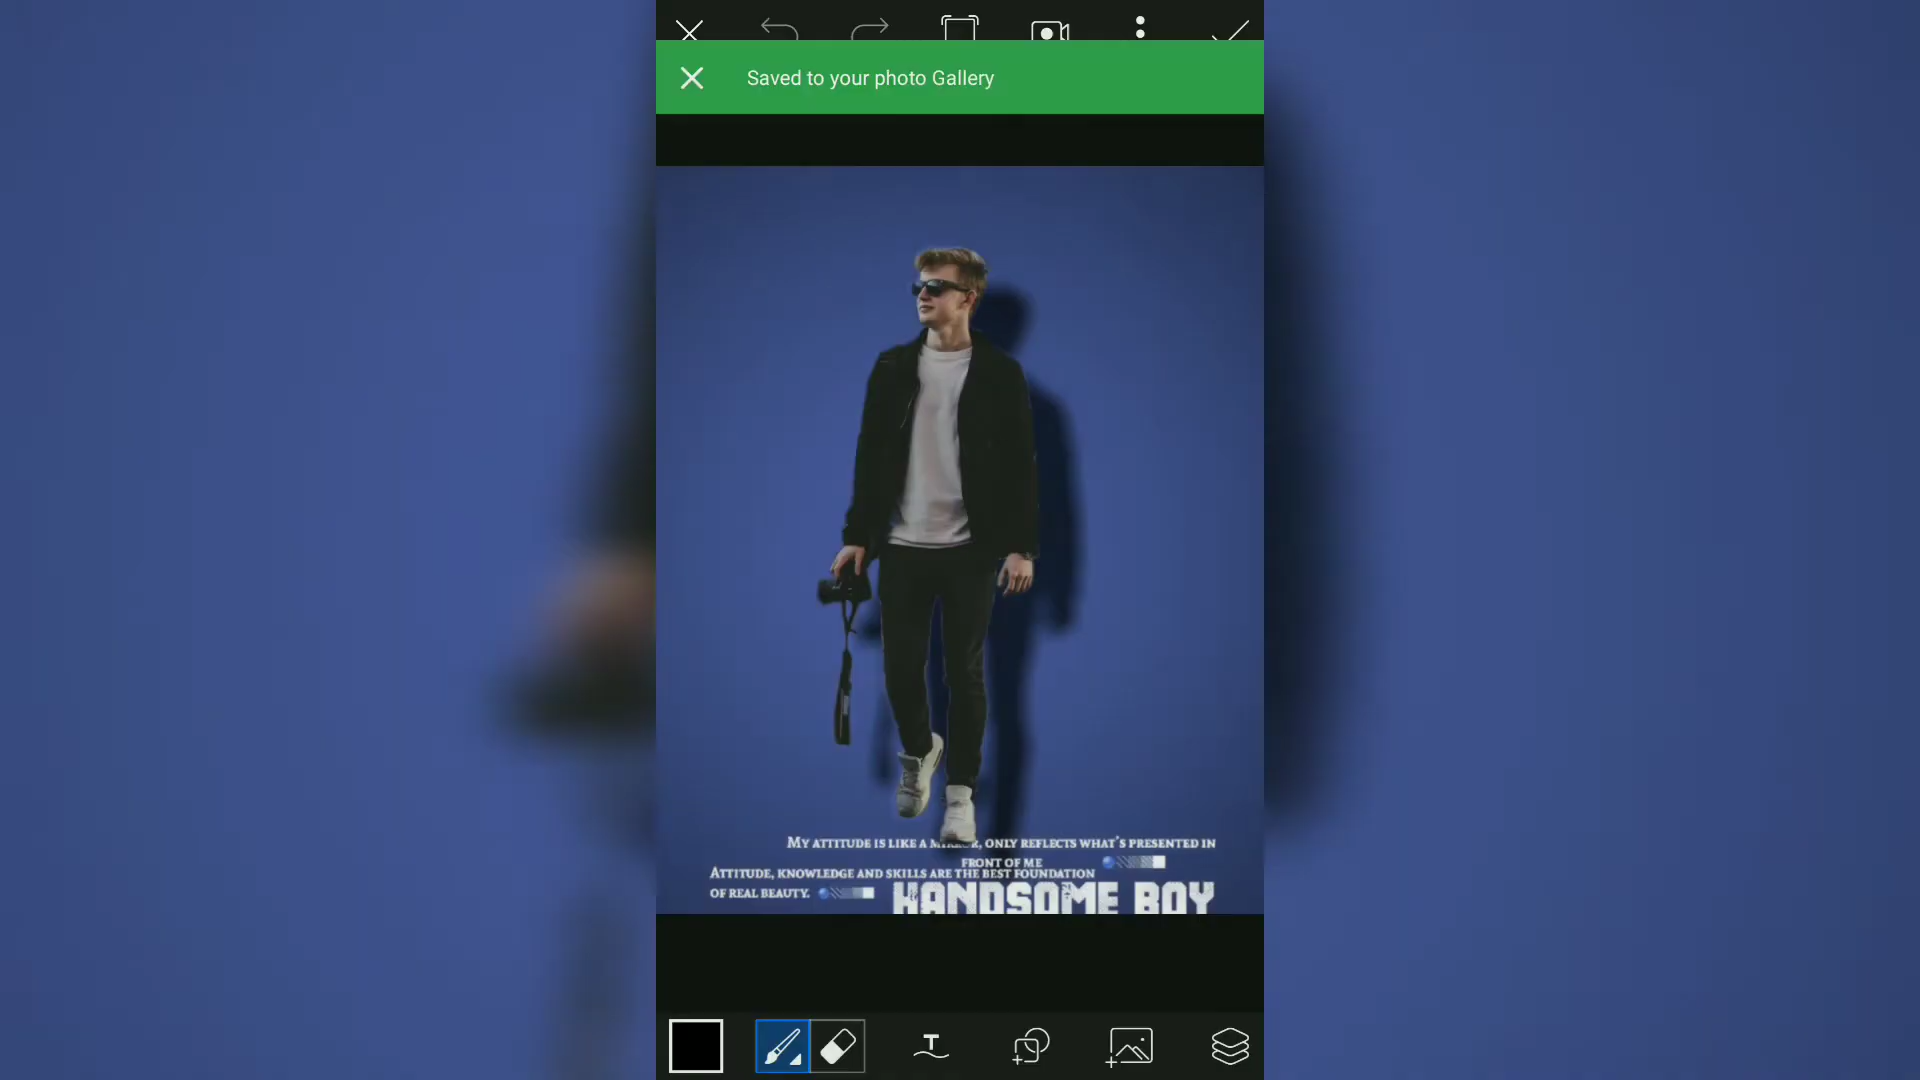 Saved to your photo Gallery
MY ATTITUDE IS LIKE A MIRROR, ONLY REFLECTS WHAT'S PRESENTED IN
FRONT OF ME
ATTITUDE, KNOWLEDGE AND SKILLS ARE THE BEST FOUNDATION
OF REAL BEAUTY.
HANDSOME BOY